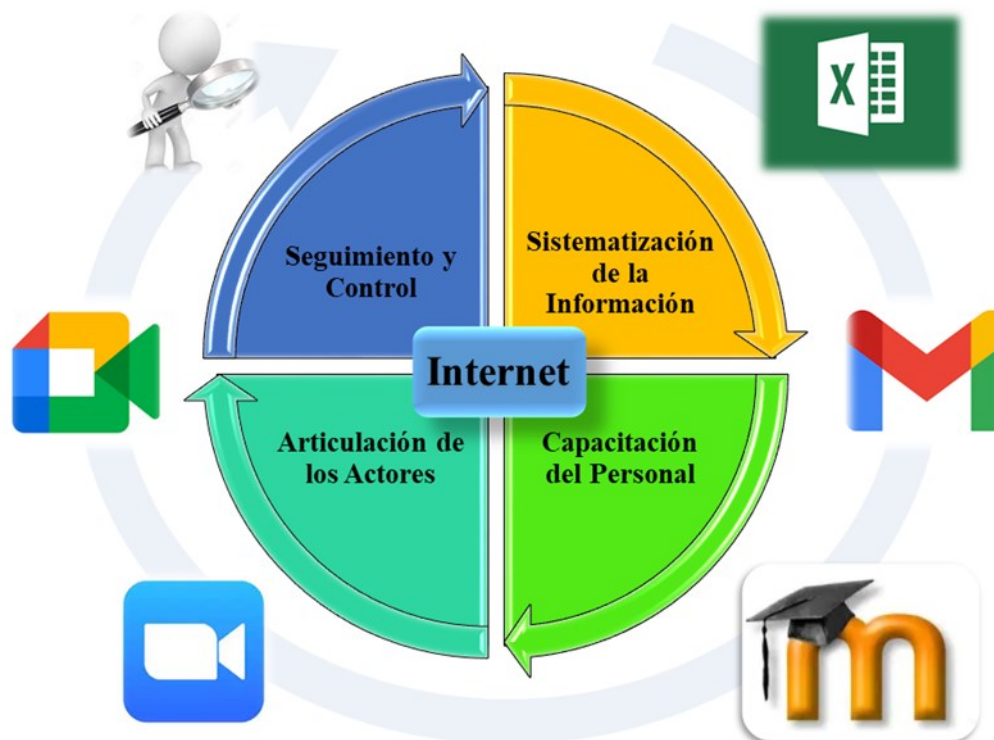 X
Seguimiento y
Control
Sistematización
de la
Información
Internet
Articulación de
los Actores
Capacitación
del Personal
m